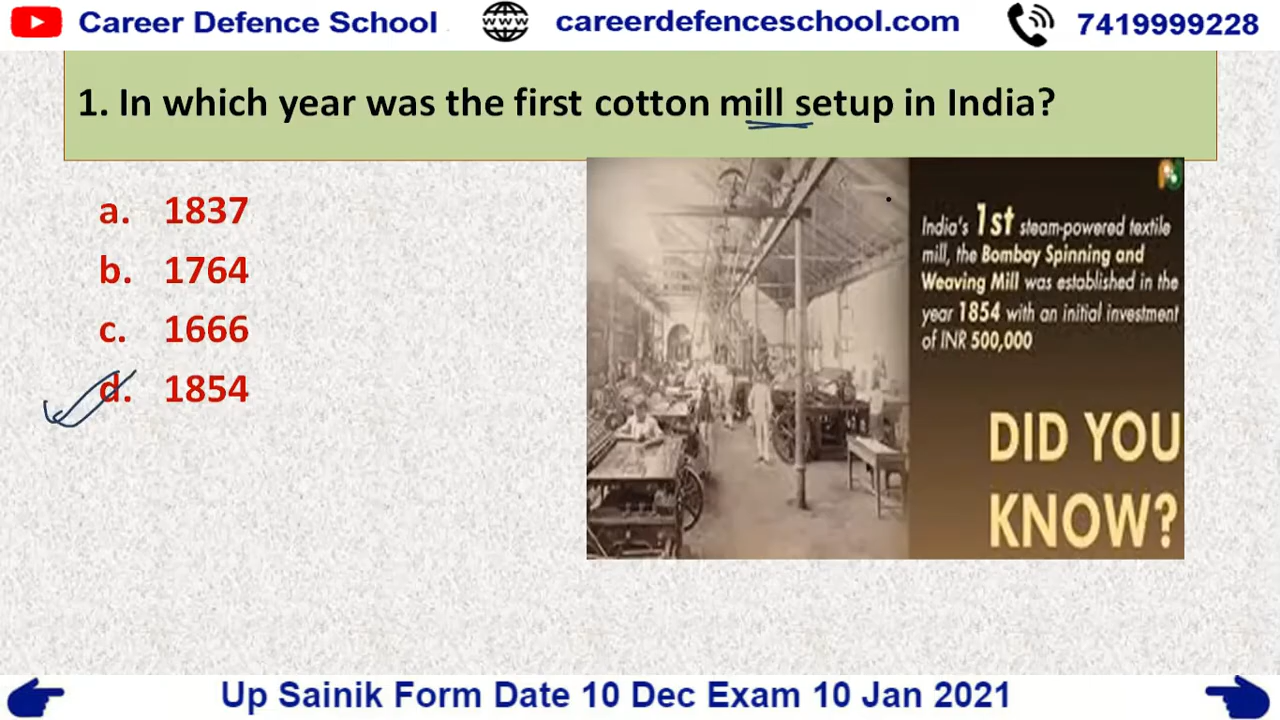 Career Defence School
www
careerdefenceschool.com
7419999228
1. In which year was the first cotton mill setup in India?
a. 1837
b. 1764
c. 1666
d. 1854
India's 1st steam-powered textile
mill, the Bombay Spinning and
Weaving Mill was established in the
year 1854 with an initial investment
of INR 500,000
DID YOU
KNOW?
Up Sainik Form Date 10 Dec Exam 10 Jan 2021